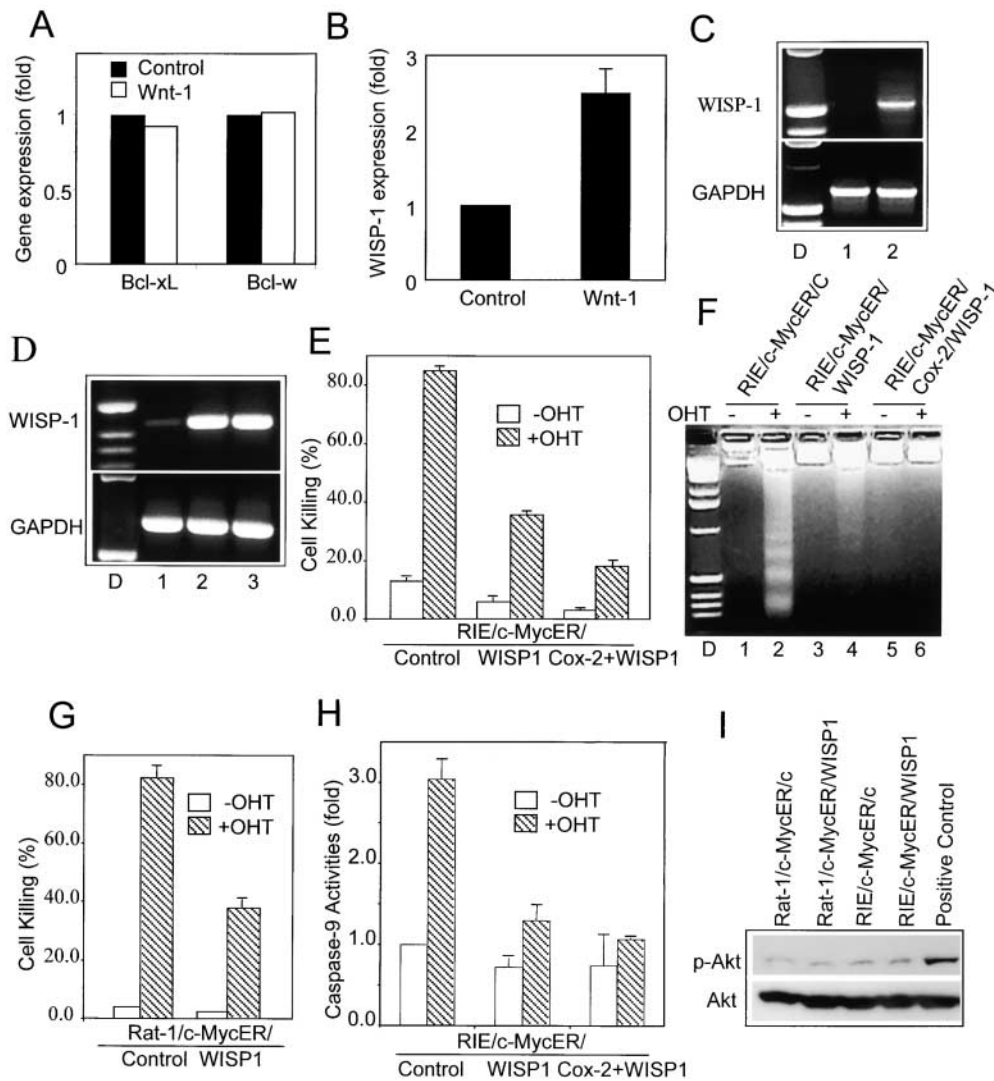 A
Gene expression (fold)
Control
Wnt-1
1
0.5
0
Bcl-xL Bcl-w
B
WISP-1 expression (fold)
3
2
1
0
Control Wnt-1
C
WISP-1
GAPDH
D 1 2
D
WISP-1
GAPDH
D 1 2 3
E
Cell Killing (%)
80.0
60.0
40.0
20.0
0.0
-OHT
+OHT
RIE/c-MycER/
Control WISP1 Cox-2+WISP1
F
RIE/c-MycER/C
RIE/c-MycER/
WISP-1
RIE/c-MycER/
Cox-2/WISP-1
OHT - + - + - +
D 1 2 3 4 5 6
G
Cell Killing (%)
80.0
60.0
40.0
20.0
0.0
-OHT
+OHT
Rat-1/c-MycER/
Control WISP1
H
Caspase-9 Activities (fold)
3.0
2.0
1.0
0.0
-OHT
+OHT
RIE/c-MycER/
Control WISP1 Cox-2+WISP1
I
Rat-1/c-MycER/c
Rat-1/c-MycER/WISP1
RIE/c-MycER/c
RIE/c-MycER/WISP1
Positive Control
p-Akt
Akt